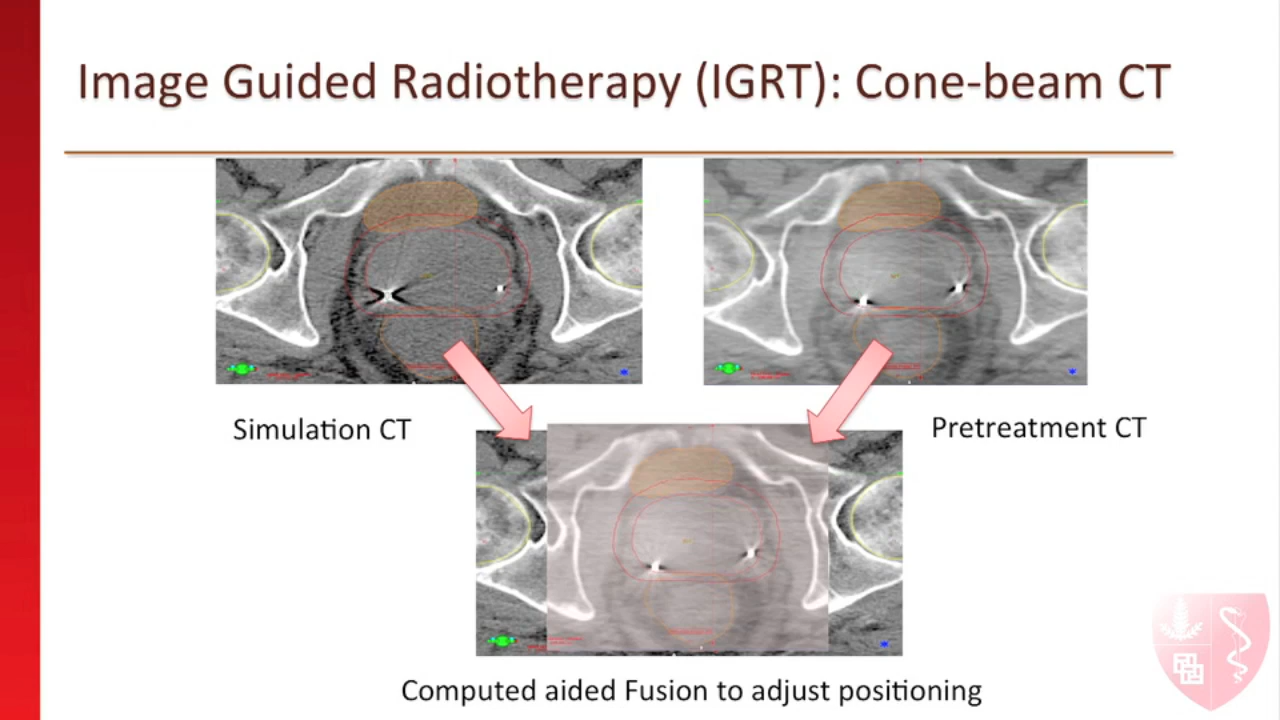 Image Guided Radiotherapy (IGRT): Cone-beam CT
Simulation CT
Pretreatment CT
Computed aided Fusion to adjust positioning